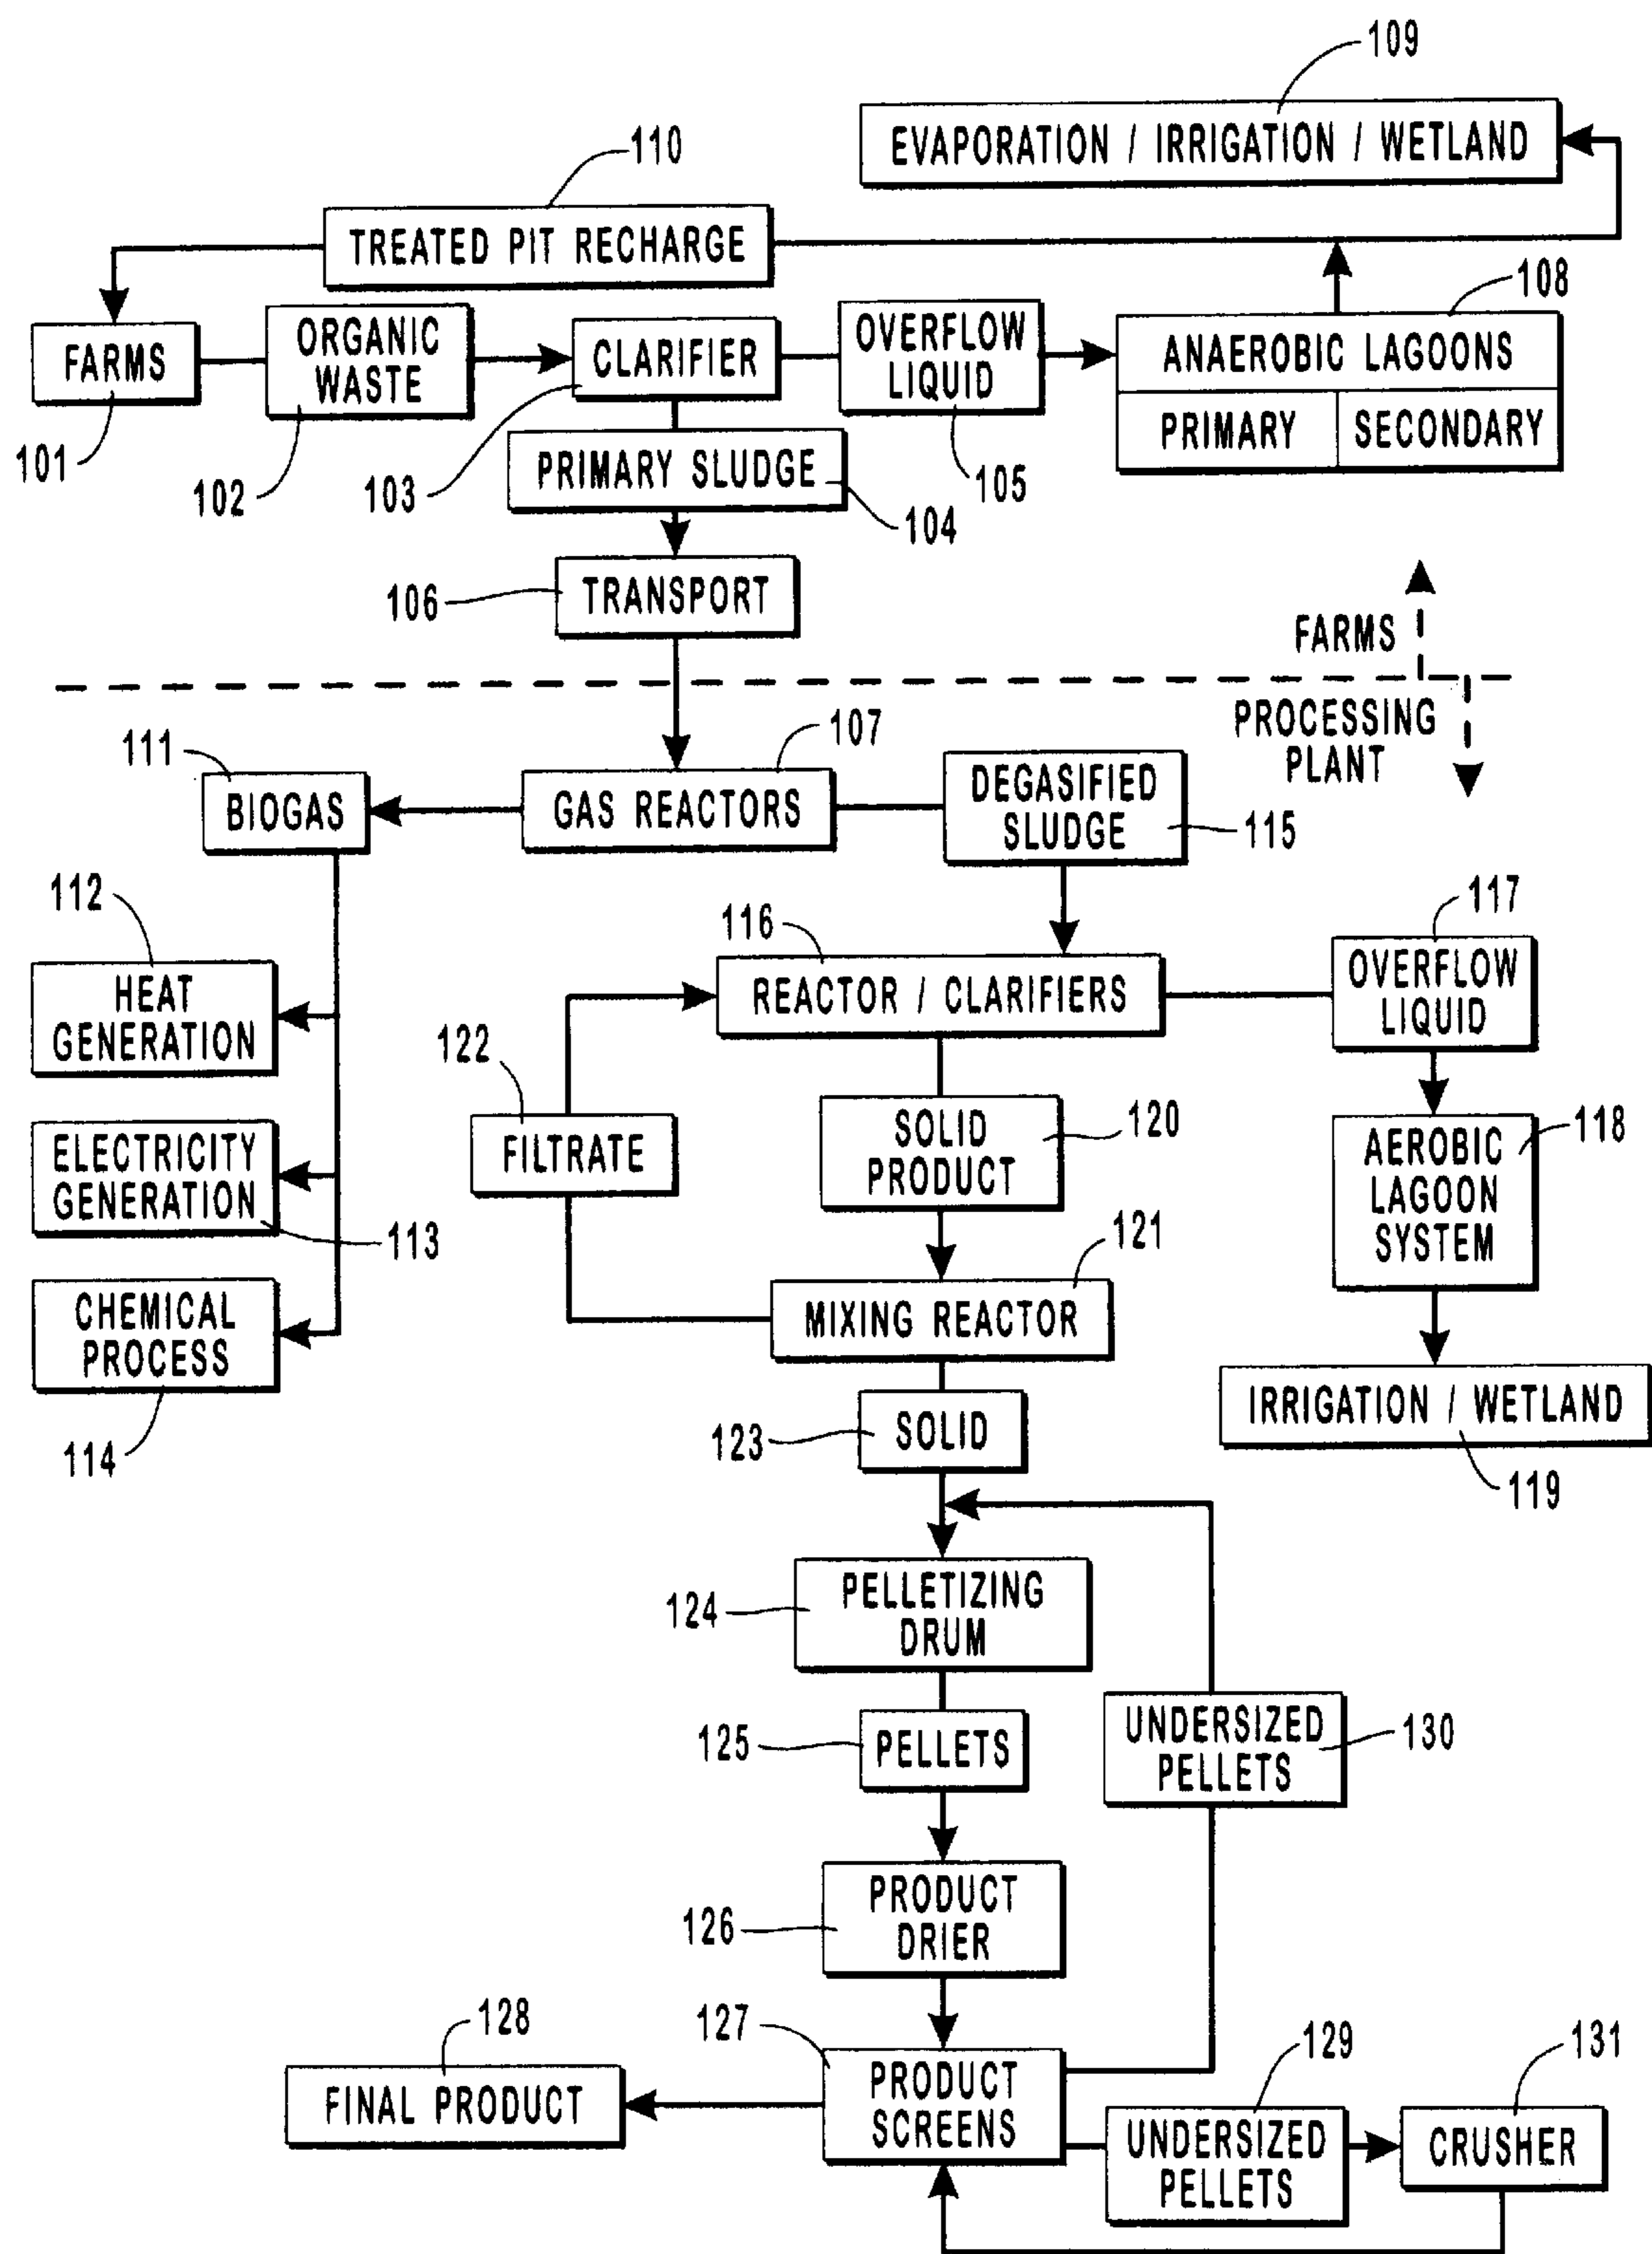 109
EVAPORATION / IRRIGATION / WETLAND
110
TREATED PIT RECHARGE
108
FARMS
101
ORGANIC
WASTE
102
CLARIFIER
103
OVERFLOW
LIQUID
105
ANAEROBIC LAGOONS
PRIMARY
SECONDARY
PRIMARY SLUDGE
104
TRANSPORT
106
FARMS
PROCESSING
PLANT
107
111
BIOGAS
GAS REACTORS
DEGASIFIED
SLUDGE
115
112
HEAT
GENERATION
116
REACTOR / CLARIFIERS
117
OVERFLOW
LIQUID
122
FILTRATE
SOLID
PRODUCT
120
118
AEROBIC
LAGOON
SYSTEM
ELECTRICITY
GENERATION
113
121
MIXING REACTOR
CHEMICAL
PROCESS
114
123
SOLID
IRRIGATION / WETLAND
119
124
PELLETIZING
DRUM
125
PELLETS
UNDERSIZED
PELLETS
130
126
PRODUCT
DRIER
128
FINAL PRODUCT
127
PRODUCT
SCREENS
129
UNDERSIZED
PELLETS
131
CRUSHER